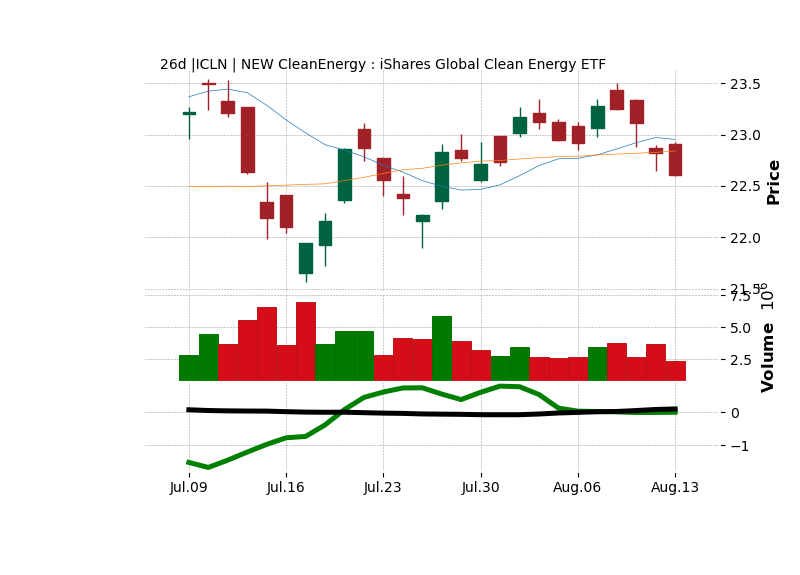 26d |ICLN | NEW CleanEnergy : iShares Global Clean Energy ETF
23.5
23.0
22.5
22.0
21.5
Price
10⁶
7.5
5.0
2.5
Volume
0
−1
Jul.09 Jul.16 Jul.23 Jul.30 Aug.06 Aug.13